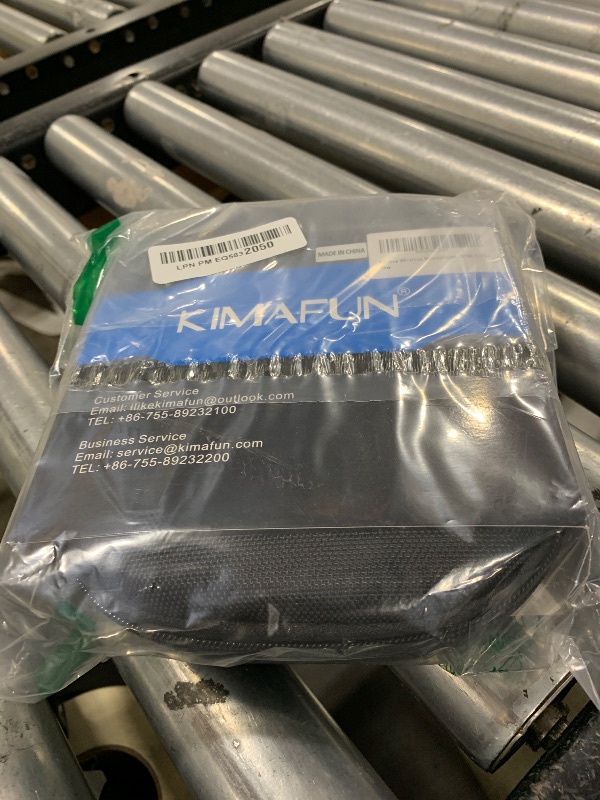 LPN PM EQ5832050
MADE IN CHINA
KIMAFUN®
Customer Service
Email: ilikekimafun@outlook.com
TEL: +86-755-89232100
Business Service
Email: service@kimafun.com
TEL: +86-755-89232200